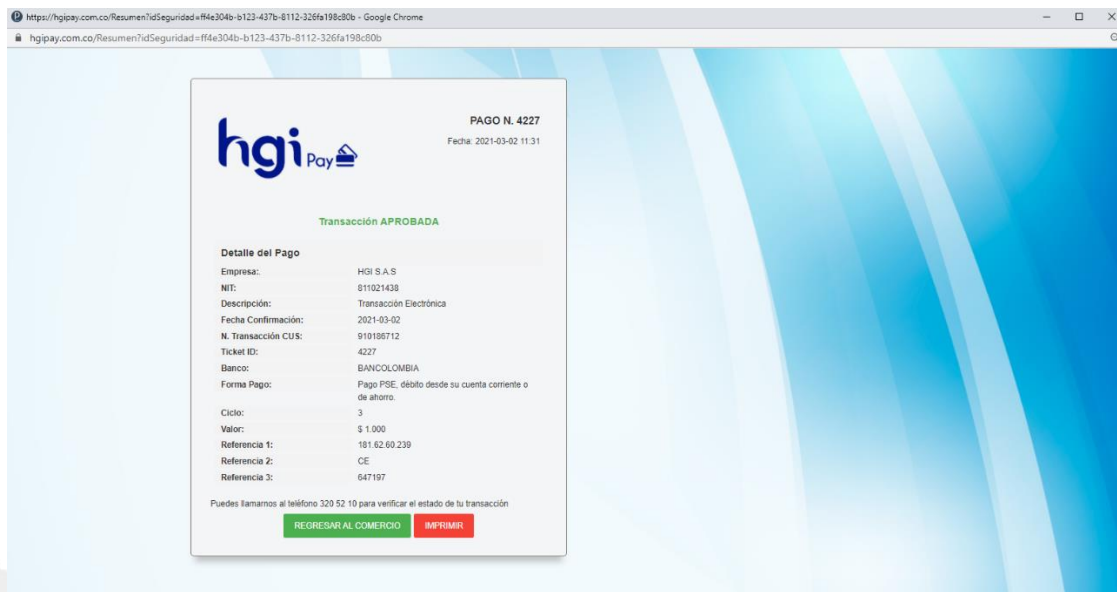 https://hgipay.com.co/Resumen?idSeguridad=ff4e304b-b123-437b-8112-326fa198c80b - Google Chrome
hgipay.com.co/Resumen?idSeguridad=ff4e304b-b123-437b-8112-326fa198c80b
hgi Pay
PAGO N. 4227
Fecha: 2021-03-02 11:31
Transacción APROBADA
Detalle del Pago
Empresa:. HGI S.A.S
NIT: 811021438
Descripción: Transacción Electrónica
Fecha Confirmación: 2021-03-02
N. Transacción CUS: 910186712
Ticket ID: 4227
Banco: BANCOLOMBIA
Forma Pago: Pago PSE, débito desde su cuenta corriente o
de ahorro.
Ciclo: 3
Valor: $ 1.000
Referencia 1: 181.62.60.239
Referencia 2: CE
Referencia 3: 647197
Puedes llamarnos al teléfono 320 52 10 para verificar el estado de tu transacción
REGRESAR AL COMERCIO IMPRIMIR